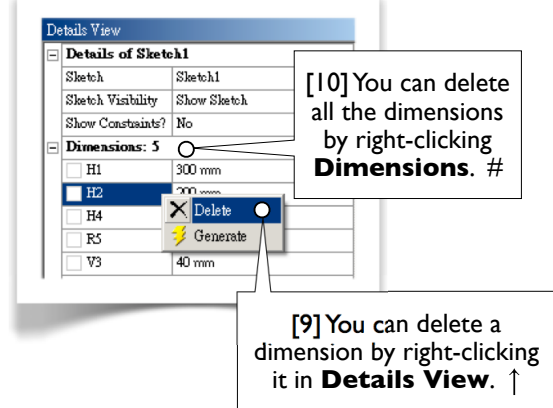 Details View
Details of Sketch1
Sketch Sketch1
Sketch Visibility Show Sketch
Show Constraints? No
Dimensions: 5
H1 300 mm
H2 200 mm
H4
R5
V3 40 mm
Delete
Generate
[10] You can delete
all the dimensions
by right-clicking
Dimensions. #
[9] You can delete a
dimension by right-clicking
it in Details View. ↑